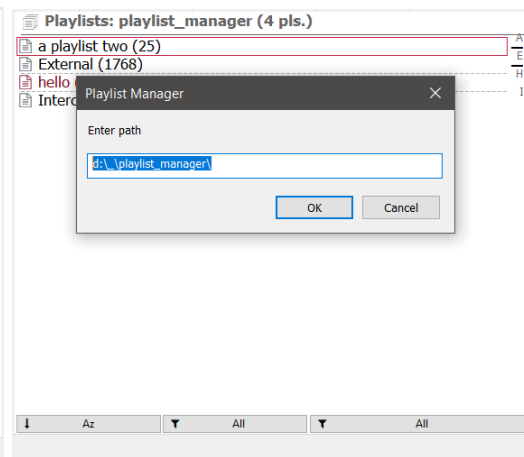 Playlists: playlist_manager (4 pls.)
a playlist two (25)
External (1768)
hello
Playlist Manager
Enter path
d:\_\playlist_manager\
OK
Cancel
A
E
H
I
Az
All
All